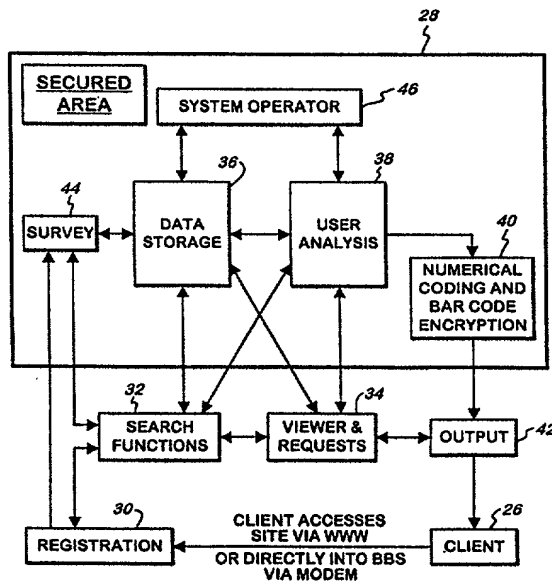 28
SECURED
AREA
SYSTEM OPERATOR
46
36
38
44
SURVEY
DATA
STORAGE
USER
ANALYSIS
40
NUMERICAL
CODING AND
BAR CODE
ENCRYPTION
32
SEARCH
FUNCTIONS
34
VIEWER &
REQUESTS
OUTPUT
42
30
REGISTRATION
CLIENT ACCESSES
SITE VIA WWW
OR DIRECTLY INTO BBS
VIA MODEM
26
CLIENT